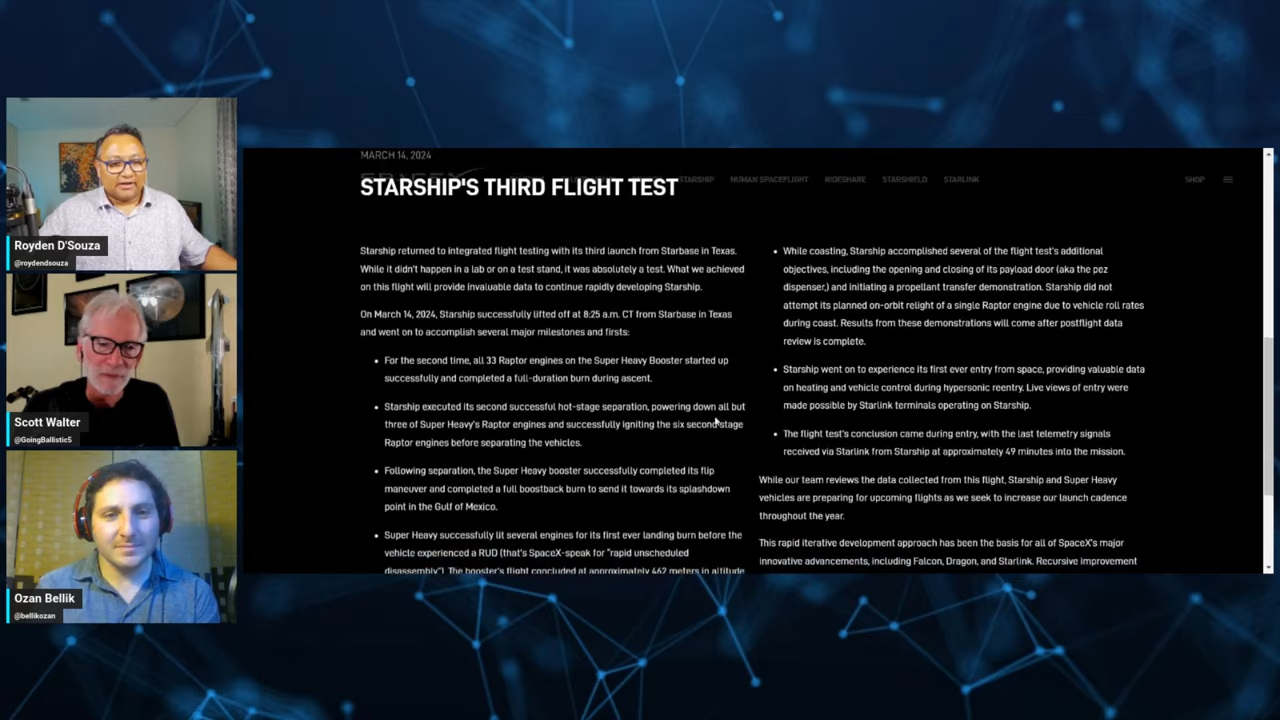 Royden D'Souza
@roydendsouza
Scott Walter
@GoingBallistic5
Ozan Bellik
@bellikozan
MARCH 14, 2024
STARSHIP HUMAN SPACEFLIGHT RIDESHARE STARSHIELD STARLINK SHOP
STARSHIP'S THIRD FLIGHT TEST
Starship returned to integrated flight testing with its third launch from Starbase in Texas.
While it didn't happen in a lab or on a test stand, it was absolutely a test. What we achieved
on this flight will provide invaluable data to continue rapidly developing Starship.
On March 14, 2024, Starship successfully lifted off at 8:25 a.m. CT from Starbase in Texas
and went on to accomplish several major milestones and firsts:
• For the second time, all 33 Raptor engines on the Super Heavy Booster started up
successfully and completed a full-duration burn during ascent.
• Starship executed its second successful hot-stage separation, powering down all but
three of Super Heavy's Raptor engines and successfully igniting the six second stage
Raptor engines before separating the vehicles.
• Following separation, the Super Heavy booster successfully completed its flip
maneuver and completed a full boostback burn to send it towards its splashdown
point in the Gulf of Mexico.
• Super Heavy successfully lit several engines for its first ever landing burn before the
vehicle experienced a RUD (that's SpaceX-speak for "rapid unscheduled
disassembly"). The booster's flight concluded at approximately 462 meters in altitude
• While coasting, Starship accomplished several of the flight test's additional
objectives, including the opening and closing of its payload door (aka the pez
dispenser,) and initiating a propellant transfer demonstration. Starship did not
attempt its planned on-orbit relight of a single Raptor engine due to vehicle roll rates
during coast. Results from these demonstrations will come after postflight data
review is complete.
• Starship went on to experience its first ever entry from space, providing valuable data
on heating and vehicle control during hypersonic reentry. Live views of entry were
made possible by Starlink terminals operating on Starship.
• The flight test's conclusion came during entry, with the last telemetry signals
received via Starlink from Starship at approximately 49 minutes into the mission.
While our team reviews the data collected from this flight, Starship and Super Heavy
vehicles are preparing for upcoming flights as we seek to increase our launch cadence
throughout the year.
This rapid iterative development approach has been the basis for all of SpaceX's major
innovative advancements, including Falcon, Dragon, and Starlink. Recursive improvement